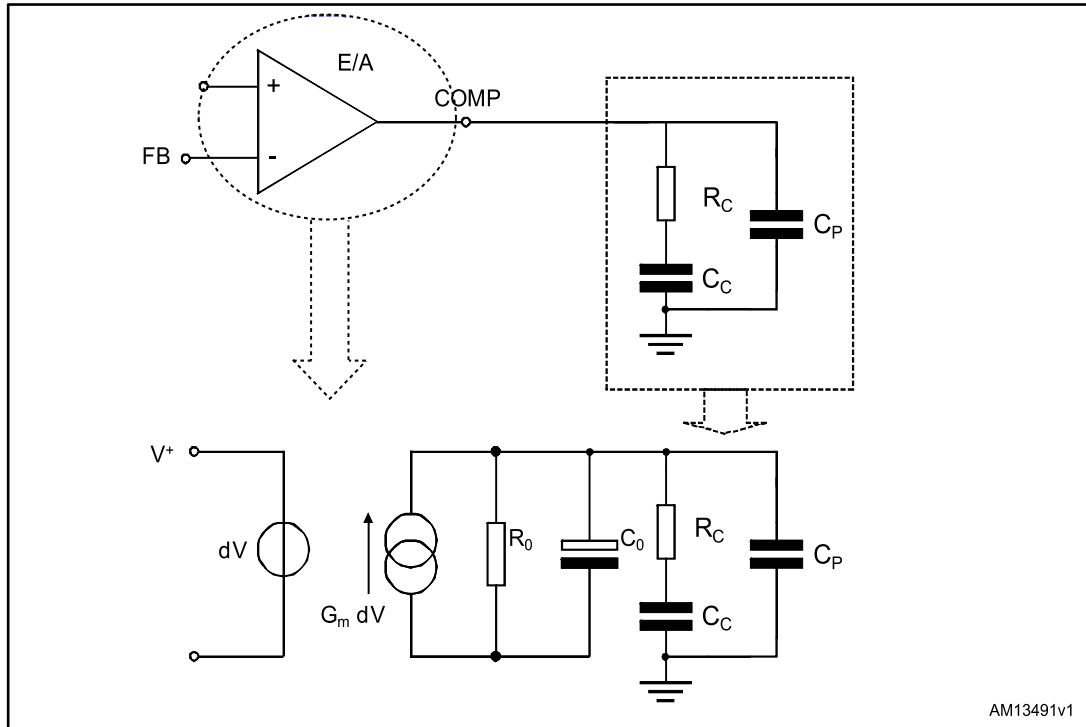 E/A
+
COMP
FB
-
R_C
C_P
C_C
V⁺
dV
G_m dV
R_0
C_0
R_C
C_P
C_C
AM13491v1